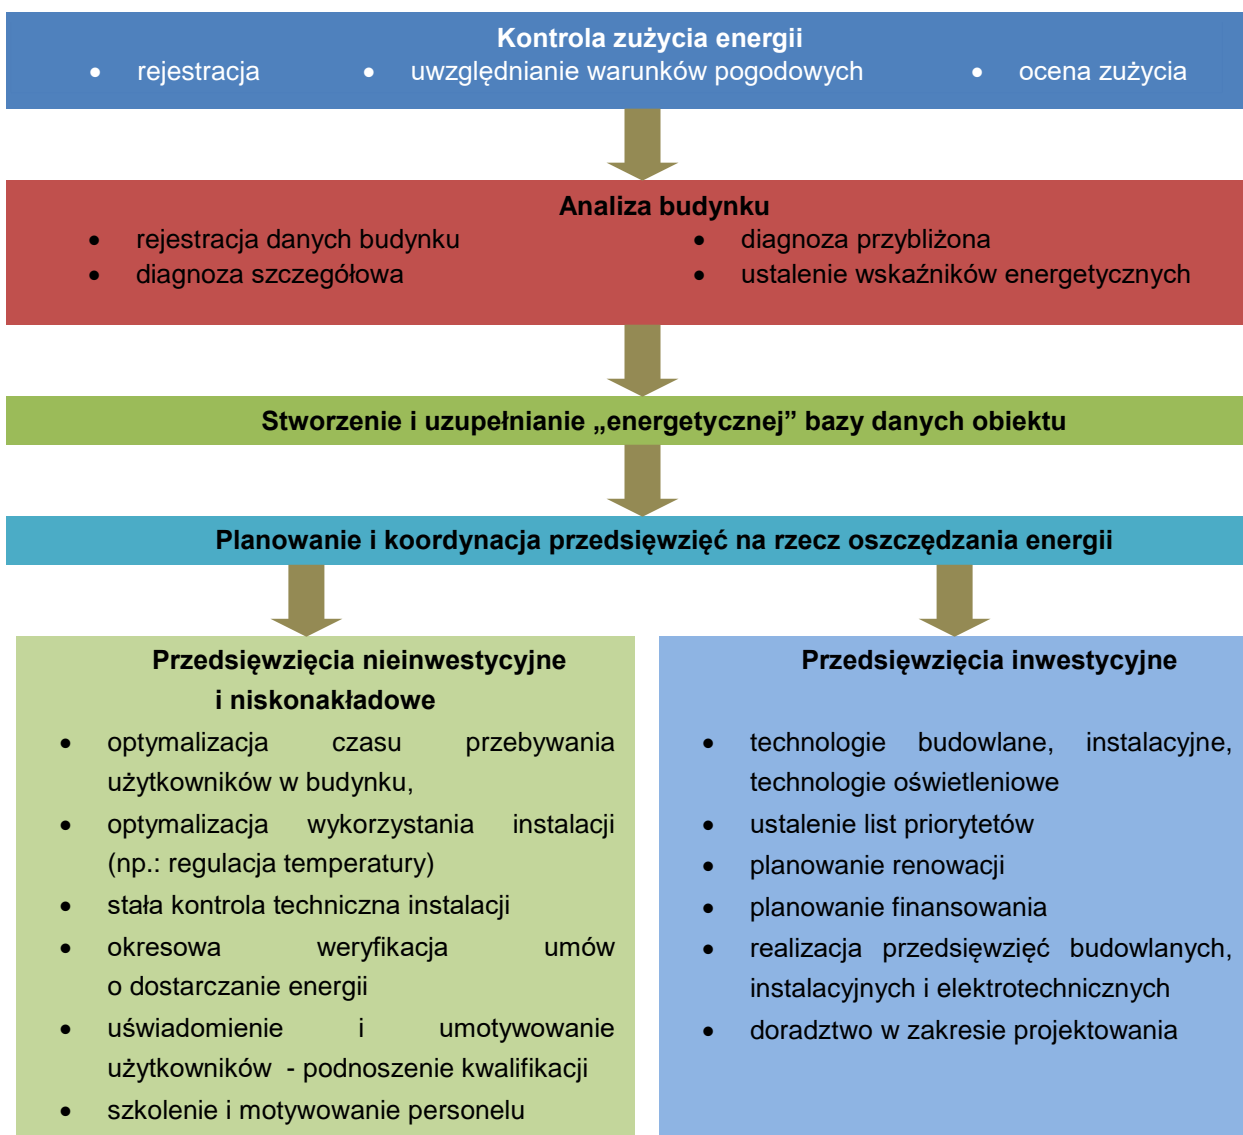 Kontrola zużycia energii
• rejestracja • uwzględnianie warunków pogodowych • ocena zużycia
Analiza budynku
• rejestracja danych budynku • diagnoza przybliżona
• diagnoza szczegółowa • ustalenie wskaźników energetycznych
Stworzenie i uzupełnianie „energetycznej” bazy danych obiektu
Planowanie i koordynacja przedsięwzięć na rzecz oszczędzania energii
Przedsięwzięcia nieinwestycyjne
i niskonakładowe
• optymalizacja czasu przebywania
użytkowników w budynku,
• optymalizacja wykorzystania instalacji
(np.: regulacja temperatury)
• stała kontrola techniczna instalacji
• okresowa weryfikacja umów
o dostarczanie energii
• uświadomienie i umotywowanie
użytkowników - podnoszenie kwalifikacji
• szkolenie i motywowanie personelu
Przedsięwzięcia inwestycyjne
• technologie budowlane, instalacyjne,
technologie oświetleniowe
• ustalenie list priorytetów
• planowanie renowacji
• planowanie finansowania
• realizacja przedsięwzięć budowlanych,
instalacyjnych i elektrotechnicznych
• doradztwo w zakresie projektowania